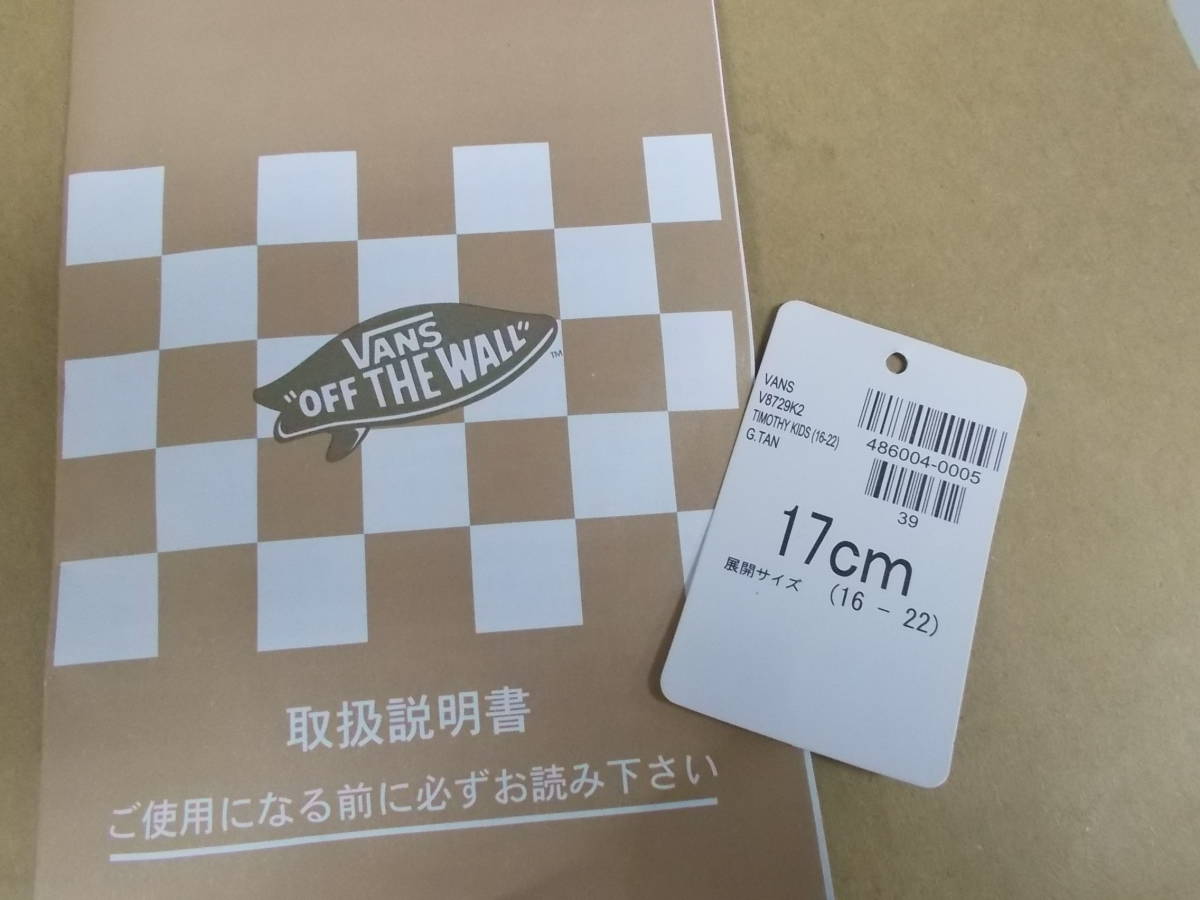 VANS
"OFF THE WALL"
TM
取扱説明書
ご使用になる前に必ずお読み下さい
VANS
V8729K2
TIMOTHY KIDS (16-22)
G.TAN
486004-0005
39
17cm
展開サイズ (16 - 22)